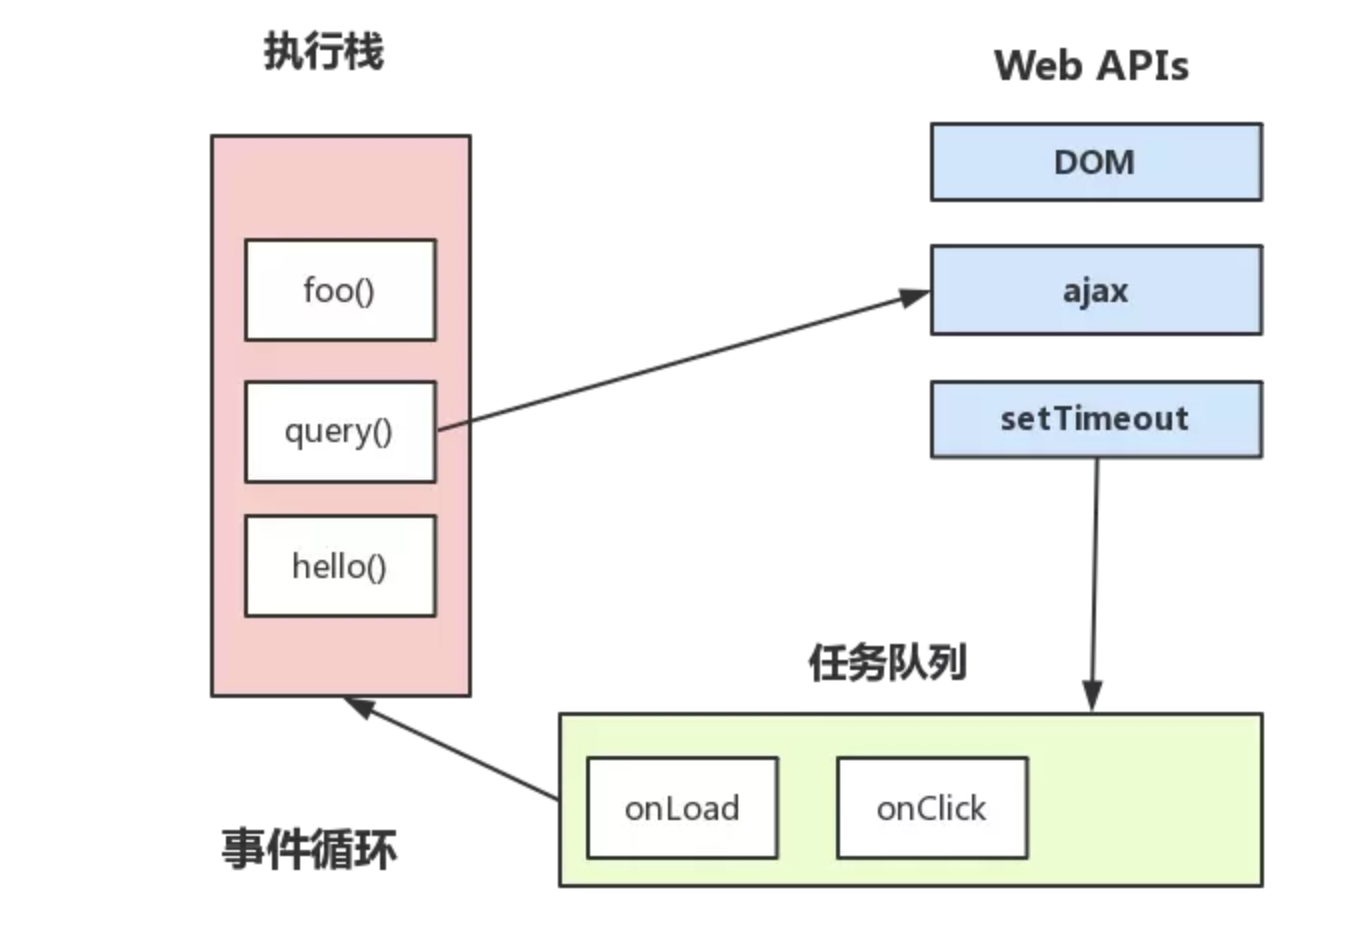 执行栈
Web APIs
DOM
ajax
setTimeout
foo()
query()
hello()
任务队列
onLoad
onClick
事件循环